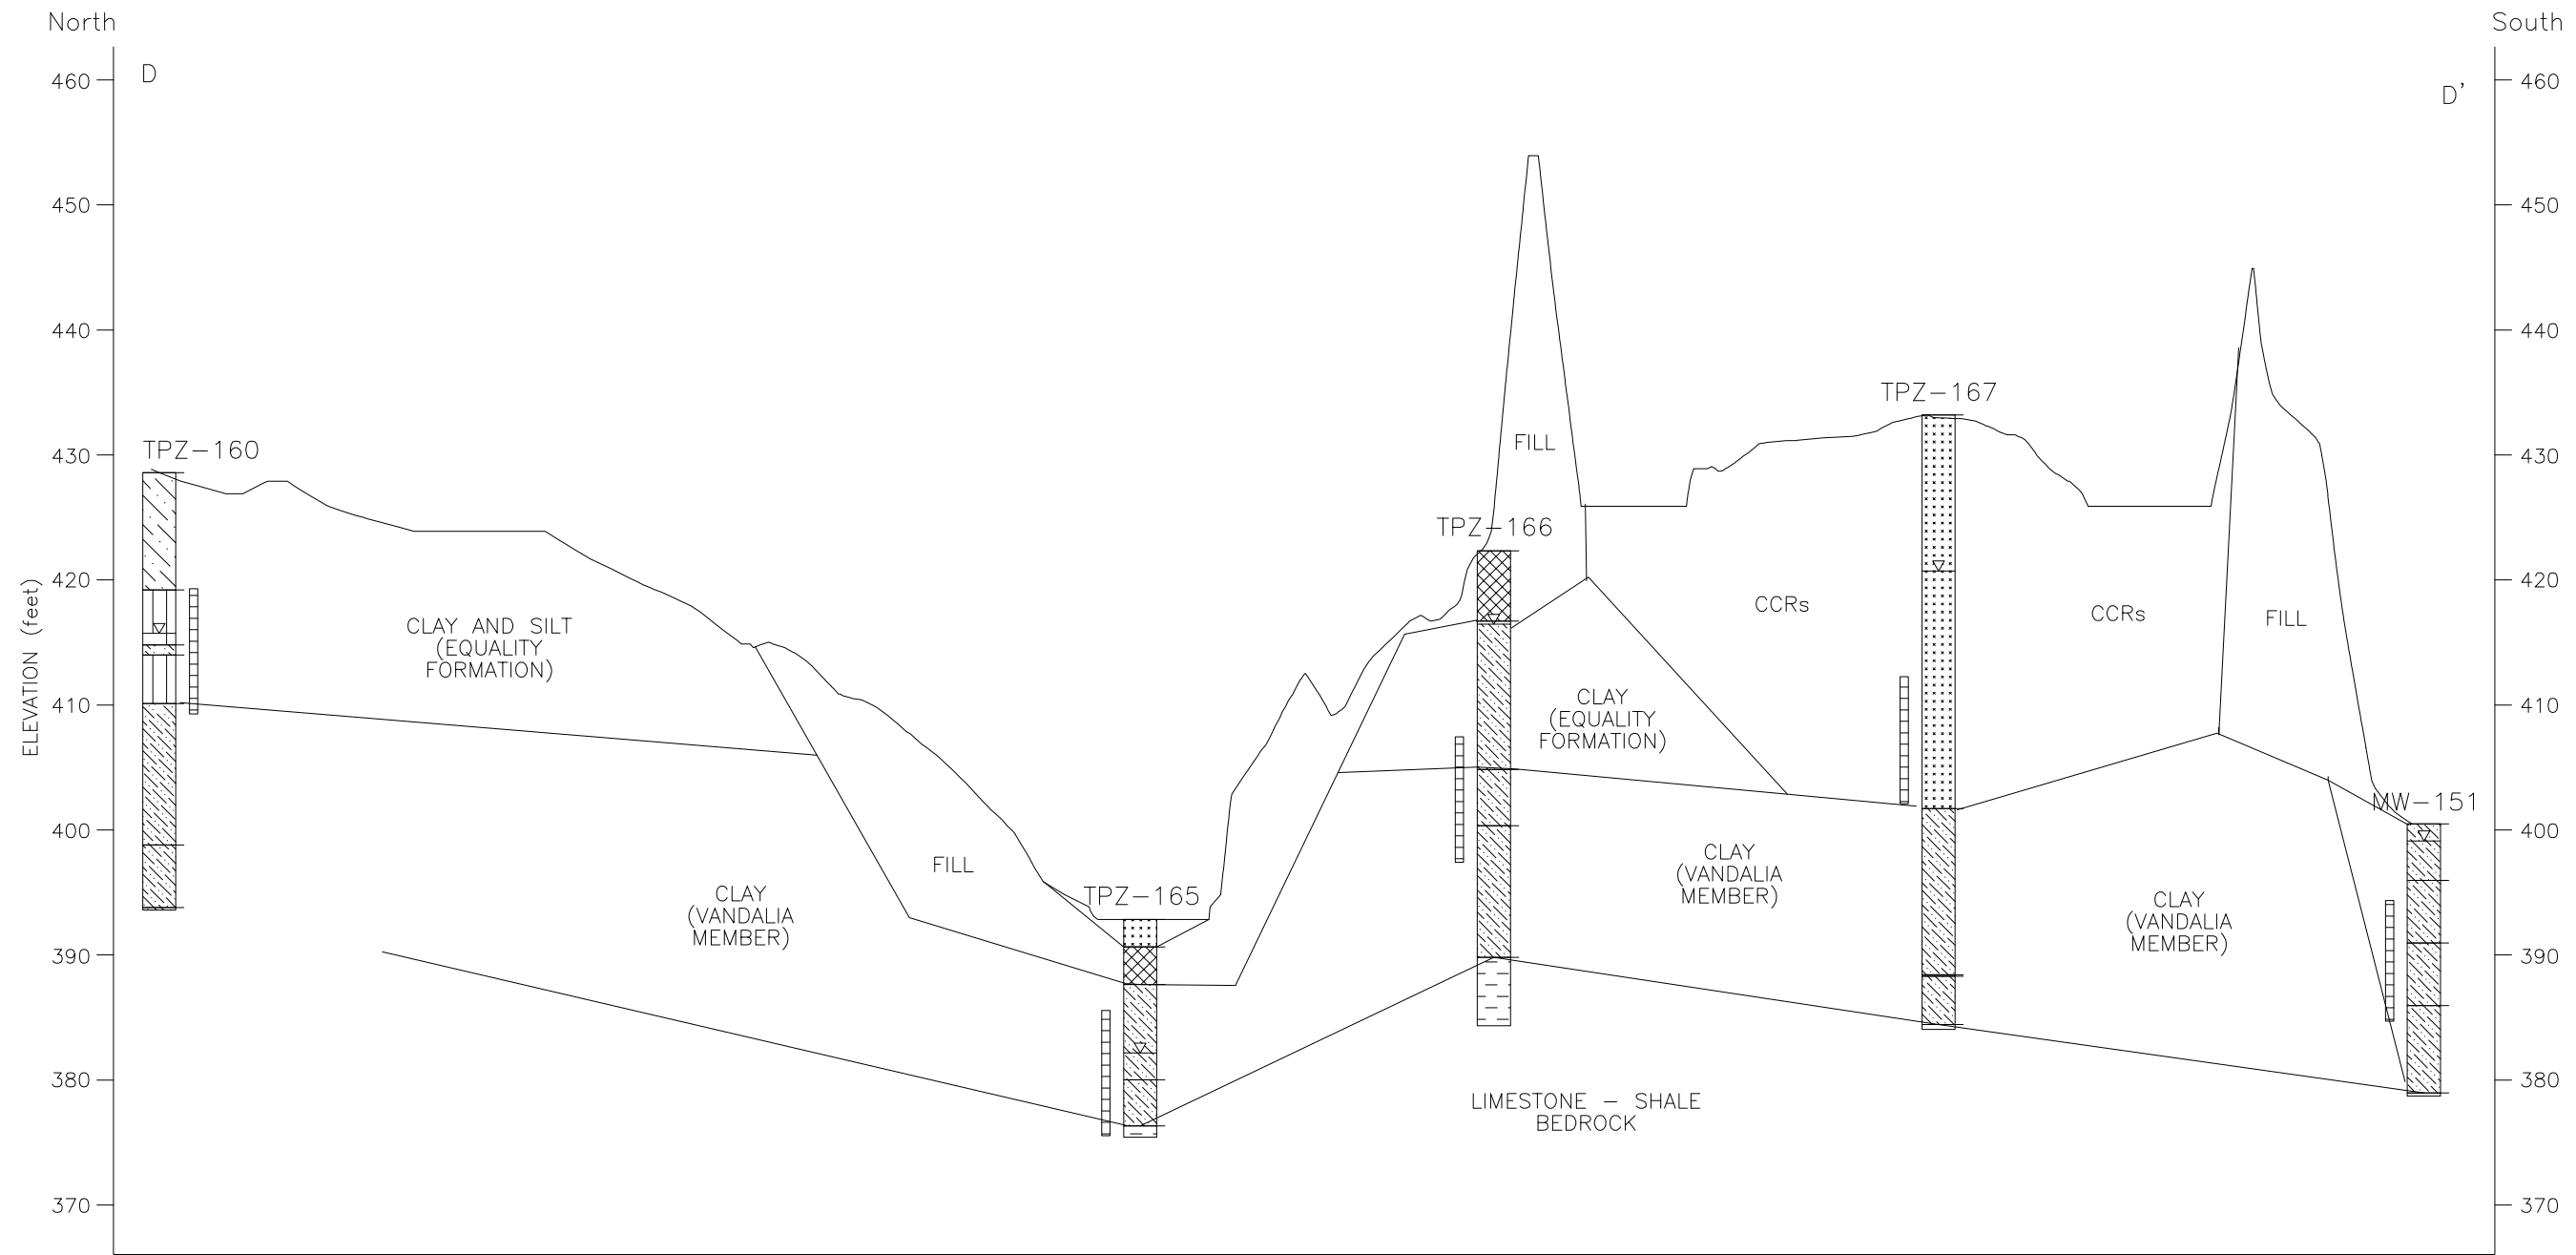 North
South
D
D'
460
450
440
430
420
410
400
390
380
370
ELEVATION (feet)
460
450
440
430
420
410
400
390
380
370
TPZ-160
TPZ-165
TPZ-166
TPZ-167
MW-151
CLAY AND SILT
(EQUALITY
FORMATION)
CLAY
(VANDALIA
MEMBER)
FILL
FILL
CLAY
(EQUALITY
FORMATION)
CCRs
CCRs
FILL
CLAY
(VANDALIA
MEMBER)
CLAY
(VANDALIA
MEMBER)
LIMESTONE - SHALE
BEDROCK